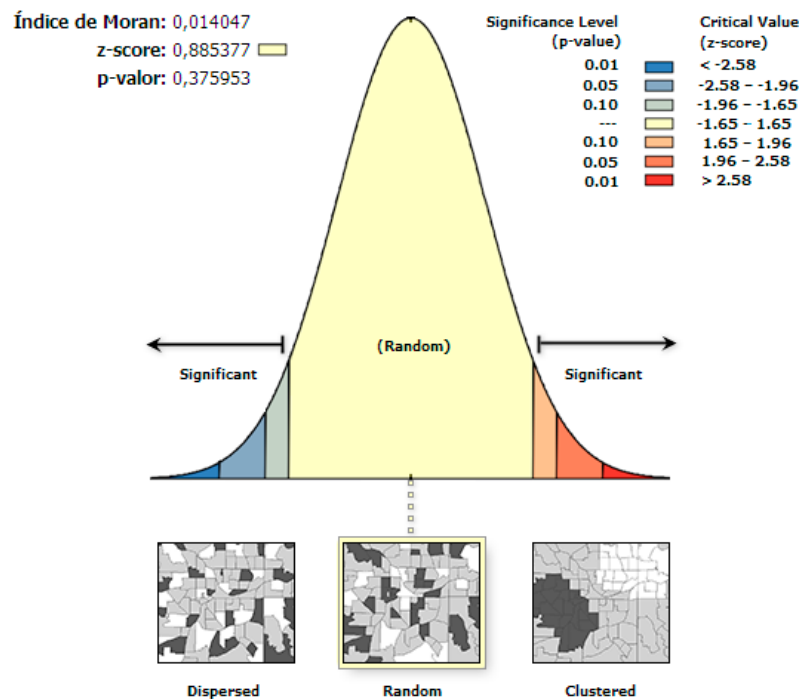 Índice de Moran: 0,014047
z-score: 0,885377
p-valor: 0,375953
Significance Level
(p-value)
Critical Value
(z-score)
0.01 < -2.58
0.05 -2.58 – -1.96
0.10 -1.96 – -1.65
--- -1.65 – 1.65
0.10 1.65 – 1.96
0.05 1.96 – 2.58
0.01 > 2.58
(Random)
Significant
Significant
Dispersed
Random
Clustered